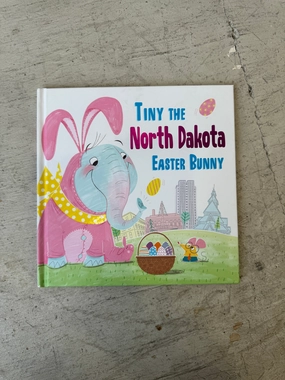 TINY THE
North Dakota
EASTER BUNNY